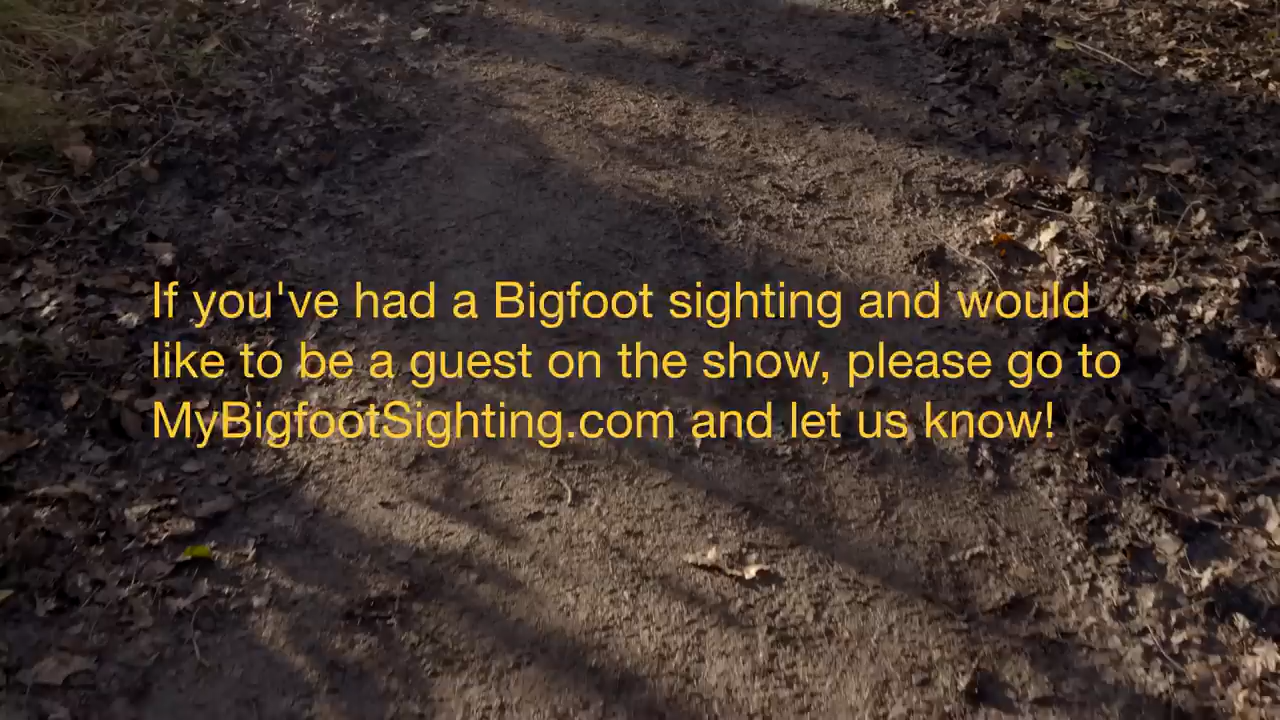 If you've had a Bigfoot sighting and would
like to be a guest on the show, please go to
MyBigfootSighting.com and let us know!